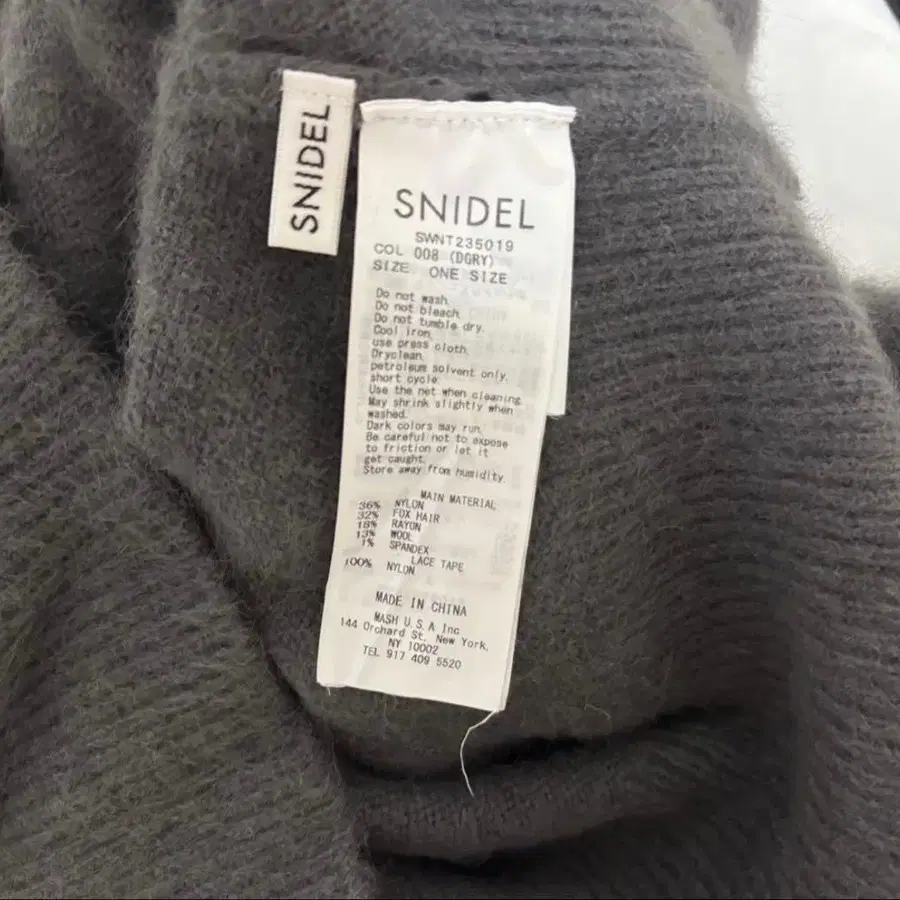 SNIDEL
SNIDEL
SWNT235019
COL 008 (DGRY)
SIZE ONE SIZE
Do not wash.
Do not bleach.
Do not tumble dry.
Cool iron.
use press cloth.
Dryclean.
petroleum solvent only.
short cycle.
Use the net when cleaning.
May shrink slightly when
washed.
Dark colors may run.
Be careful not to expose
to friction or let it
get caught.
Store away from humidity.
MAIN MATERIAL
36% NYLON
32% FOX HAIR
18% RAYON
13% WOOL
1% SPANDEX
LACE TAPE
100% NYLON
MADE IN CHINA
MASH U.S.A Inc
144 Orchard St. New York,
NY 10002
TEL 917 409 5520